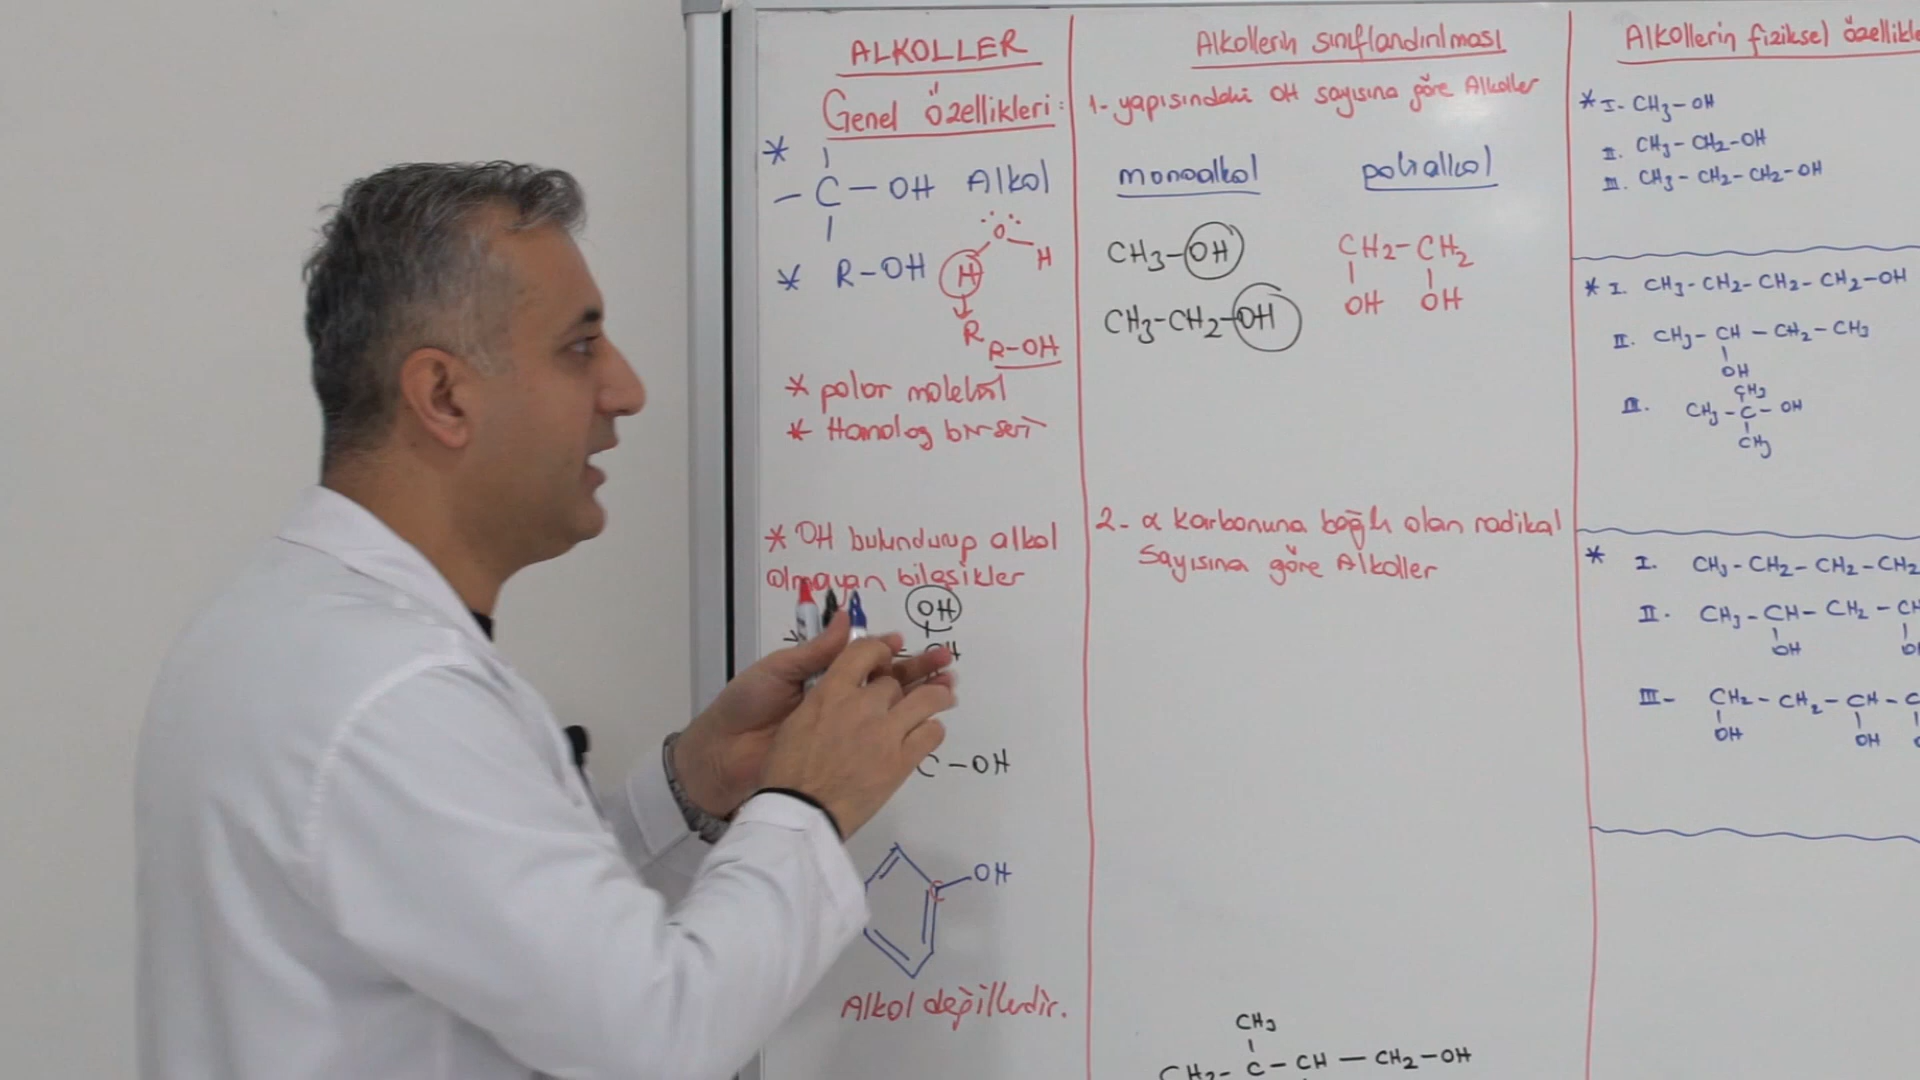 ALKOLLER
Genel özellikleri:
*
- C - OH Alkol
* R-OH H O H
R
R-OH
* polar molekül
* Homolog bir seri
* OH bulundurup alkol
olmayan bileşikler
OH
C-OH
OH
C
Alkol değillerdir.
Alkollerin sınıflandırılması
1- yapısındaki OH sayısına göre Alkoller
monoalkol polialkol
CH3-OH CH2-CH2
OH OH
CH3-CH2-OH
2- α karbonuna bağlı olan radikal
Sayısına göre Alkoller
CH3
C - CH - CH2-OH
Alkollerin fiziksel
* I- CH3-OH
II. CH3-CH2-OH
III. CH3-CH2-CH2-OH
* I. CH3-CH2-CH2-CH2-OH
II. CH3-CH-CH2-CH3
OH
CH3
III. CH3-C-OH
CH3
* I. CH3-CH2-CH2-CH2
II. CH3-CH-CH2-
OH
III- CH2-CH2-CH-
OH OH